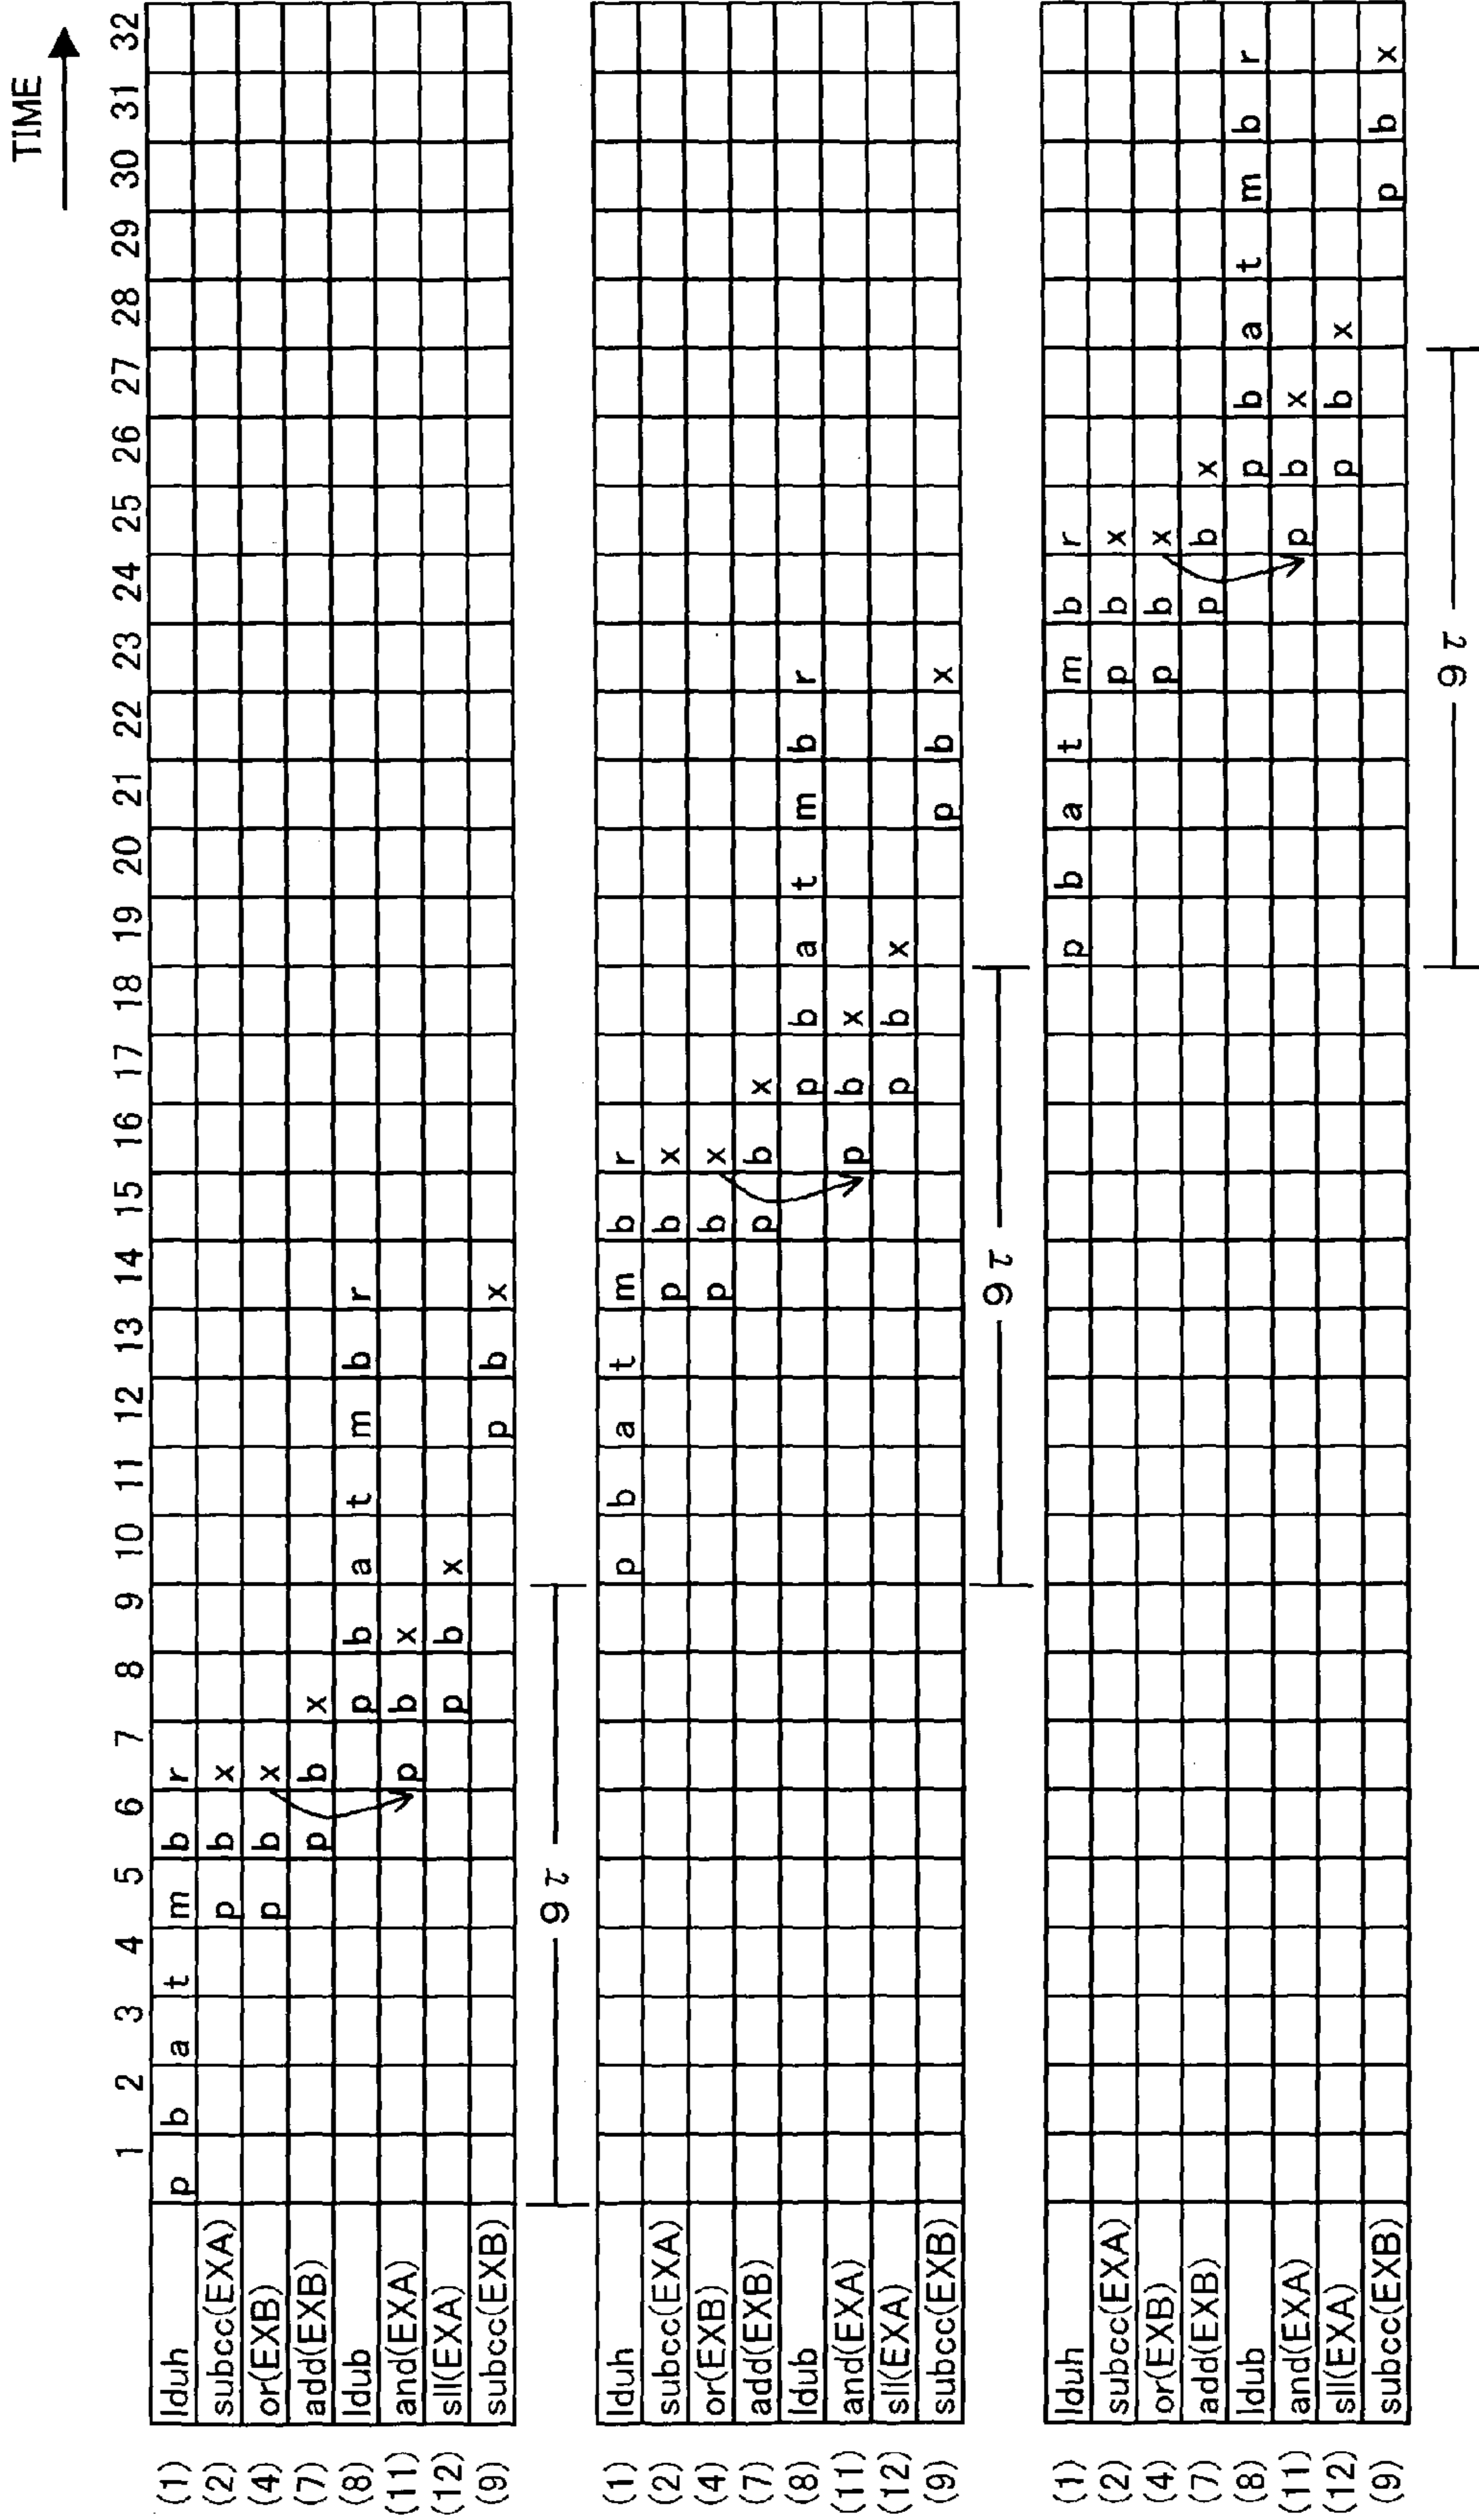 TIME
1 2 3 4 5 6 7 8 9 10 11 12 13 14 15 16 17 18 19 20 21 22 23 24 25 26 27 28 29 30 31 32
(1) lduh p b a t m b r
(2) subcc(EXA) p b x
(4) or(EXB) p b x
(7) add(EXB) p b x
(8) ldub p b a t m b r
(11) and(EXA) p b x
(12) sll(EXA) p b x
(9) subcc(EXB) p b x
9τ
(1) lduh p b a t m b r
(2) subcc(EXA) p b x
(4) or(EXB) p b x
(7) add(EXB) p b x
(8) ldub p b a t m b r
(11) and(EXA) p b x
(12) sll(EXA) p b x
(9) subcc(EXB) p b x
9τ
(1) lduh p b a t m b r
(2) subcc(EXA) p b x
(4) or(EXB) p b x
(7) add(EXB) p b x
(8) ldub p b a t m b r
(11) and(EXA) p b x
(12) sll(EXA) p b x
(9) subcc(EXB) p b x
9τ